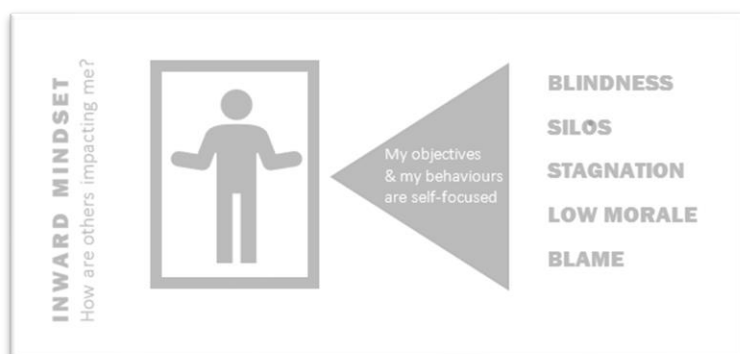 INWARD MINDSET
How are others impacting me?
My objectives
& my behaviours
are self-focused
BLINDNESS
SILOS
STAGNATION
LOW MORALE
BLAME